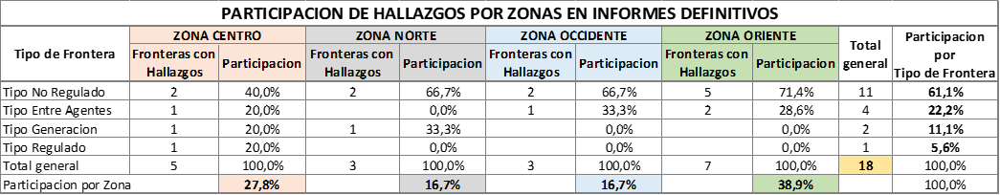 PARTICIPACION DE HALLAZGOS POR ZONAS EN INFORMES DEFINITIVOS
Tipo de Frontera ZONA CENTRO ZONA NORTE ZONA OCCIDENTE ZONA ORIENTE Total general Participacion por Tipo de Frontera
Fronteras con Hallazgos Participacion Fronteras con Hallazgos Participacion Fronteras con Hallazgos Participacion Fronteras con Hallazgos Participacion
Tipo No Regulado 2 40,0% 2 66,7% 2 66,7% 5 71,4% 11 61,1%
Tipo Entre Agentes 1 20,0% 0,0% 1 33,3% 2 28,6% 4 22,2%
Tipo Generacion 1 20,0% 1 33,3% 0,0% 0,0% 2 11,1%
Tipo Regulado 1 20,0% 0,0% 0,0% 0,0% 1 5,6%
Total general 5 100,0% 3 100,0% 3 100,0% 7 100,0% 18 100,0%
Participacion por Zona 27,8% 16,7% 16,7% 38,9% 100,0%